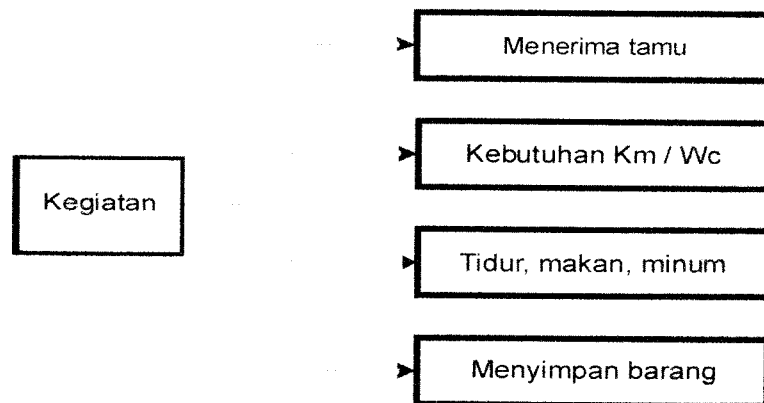 Menerima tamu
Kebutuhan Km / Wc
Kegiatan
Tidur, makan, minum
Menyimpan barang